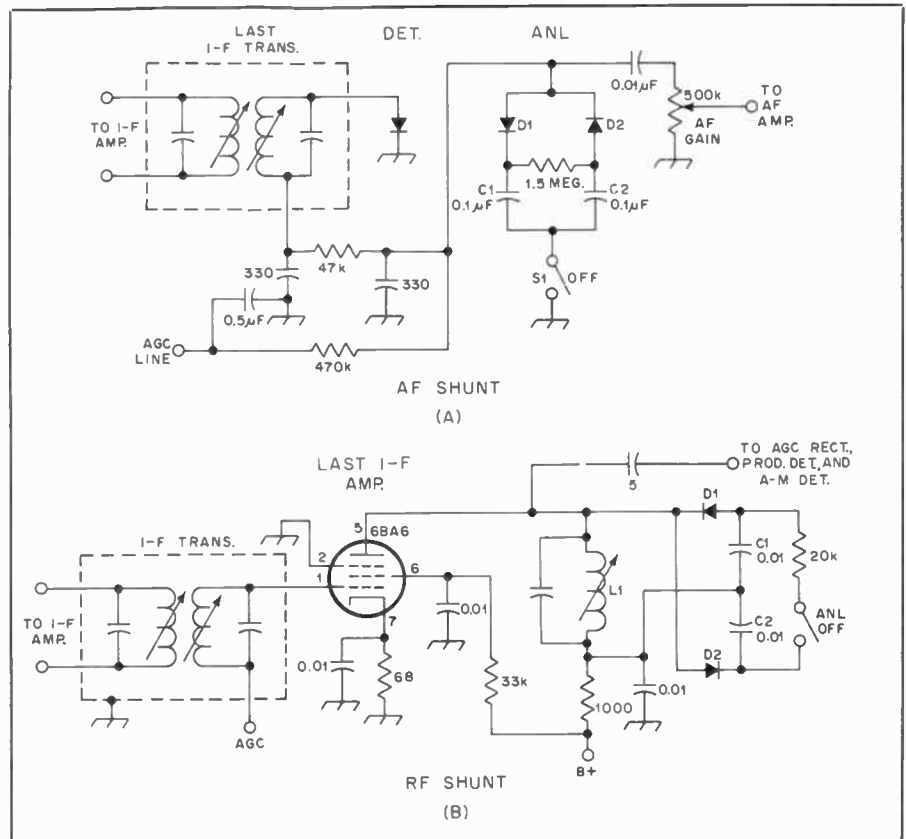 LAST
I-F TRANS.
DET.
ANL
TO I-F
AMP.
0.01µF
500k
AF
GAIN
TO
AF
AMP.
D1
D2
1.5 MEG.
C1
0.1µF
C2
0.1µF
S1
OFF
47k
330
330
0.5µF
AGC
LINE
470k
AF SHUNT
(A)
LAST I-F
AMP.
TO AGC RECT.,
PROD. DET., AND
A-M DET.
5
5
6BA6
I-F TRANS.
2
1
6
7
TO I-F
AMP.
0.01
0.01
68
33k
AGC
L1
D1
C1
0.01
20k
C2
0.01
ANL
OFF
D2
0.01
1000
B+
RF SHUNT
(B)